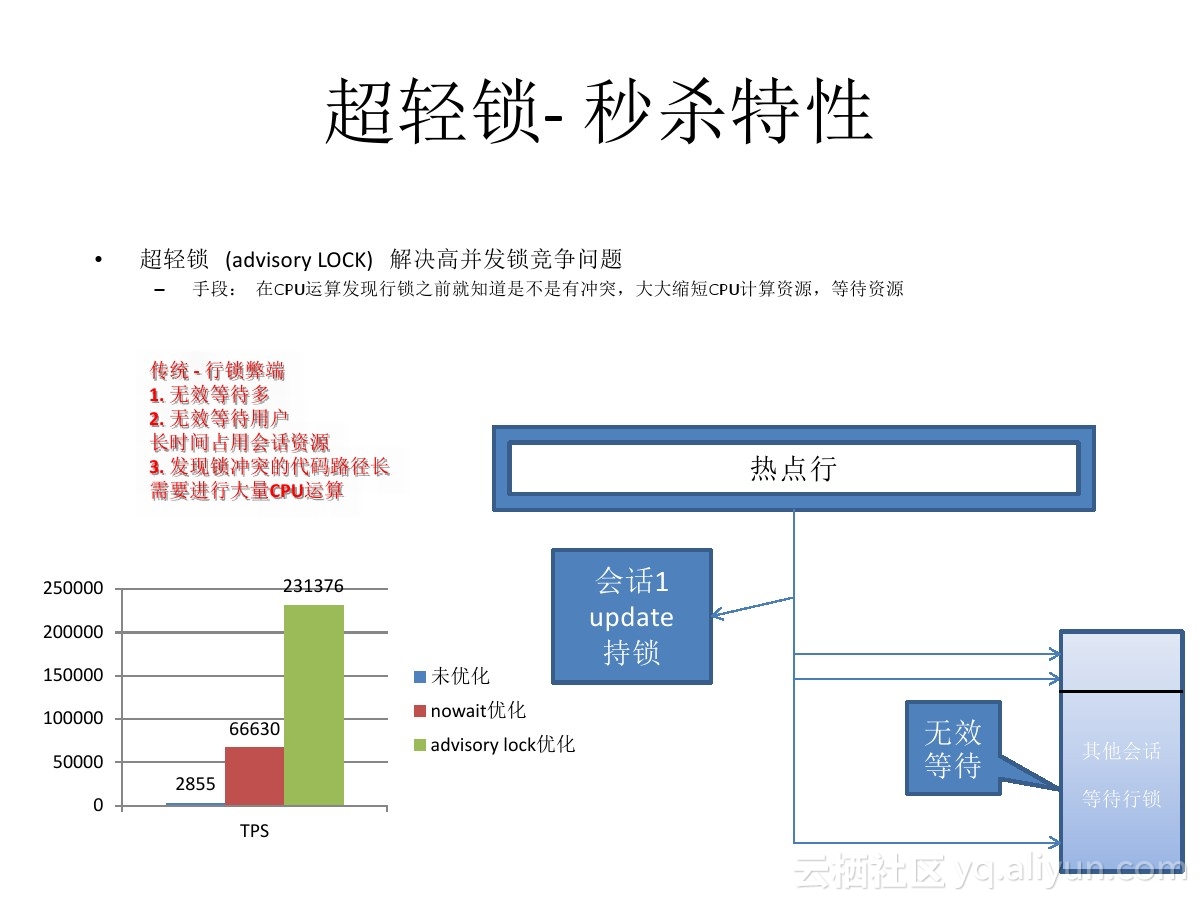 超轻锁- 秒杀特性
• 超轻锁 (advisory LOCK) 解决高并发锁竞争问题
– 手段： 在CPU运算发现行锁之前就知道是不是有冲突，大大缩短CPU计算资源，等待资源
传统 - 行锁弊端
1. 无效等待多
2. 无效等待用户
长时间占用会话资源
3. 发现锁冲突的代码路径长
需要进行大量CPU运算
热点行
会话1
update
持锁
无效
等待
其他会话
等待行锁
250000
200000
150000
100000
50000
0
2855
66630
231376
TPS
未优化
nowait优化
advisory lock优化
云栖社区 yq.aliyun.com